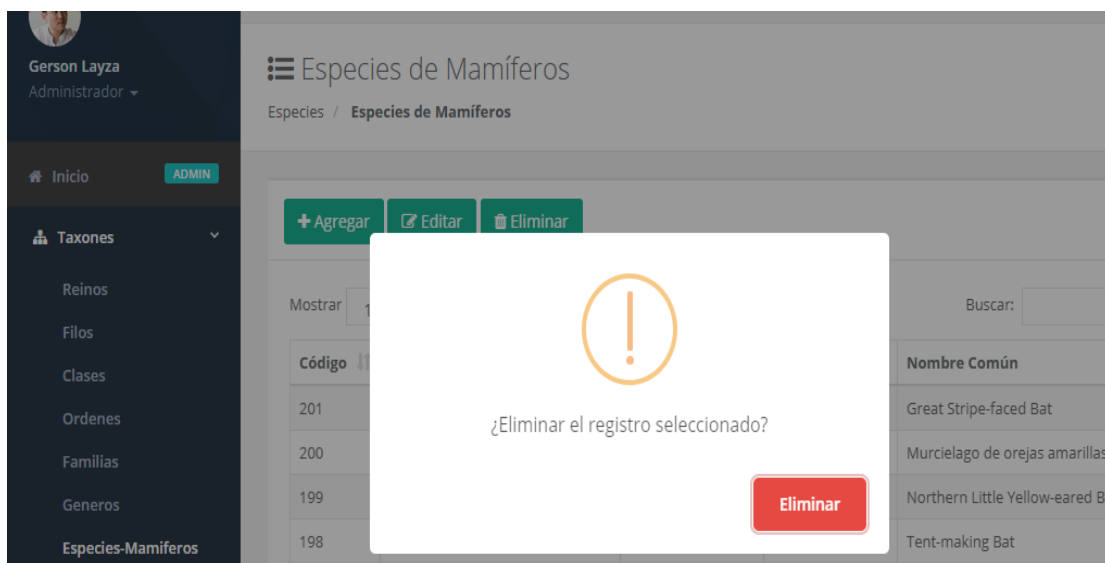 Gerson Layza
Administrador
Inicio
ADMIN
Taxones
Reinos
Filos
Clases
Ordenes
Familias
Generos
Especies-Mamiferos
Especies de Mamíferos
Especies / Especies de Mamíferos
Agregar
Editar
Eliminar
Mostrar 1
Buscar:
Código
Nombre Común
201
Great Stripe-faced Bat
200
Murcielago de orejas amarillas
199
Northern Little Yellow-eared B
198
Tent-making Bat
¿Eliminar el registro seleccionado?
Eliminar